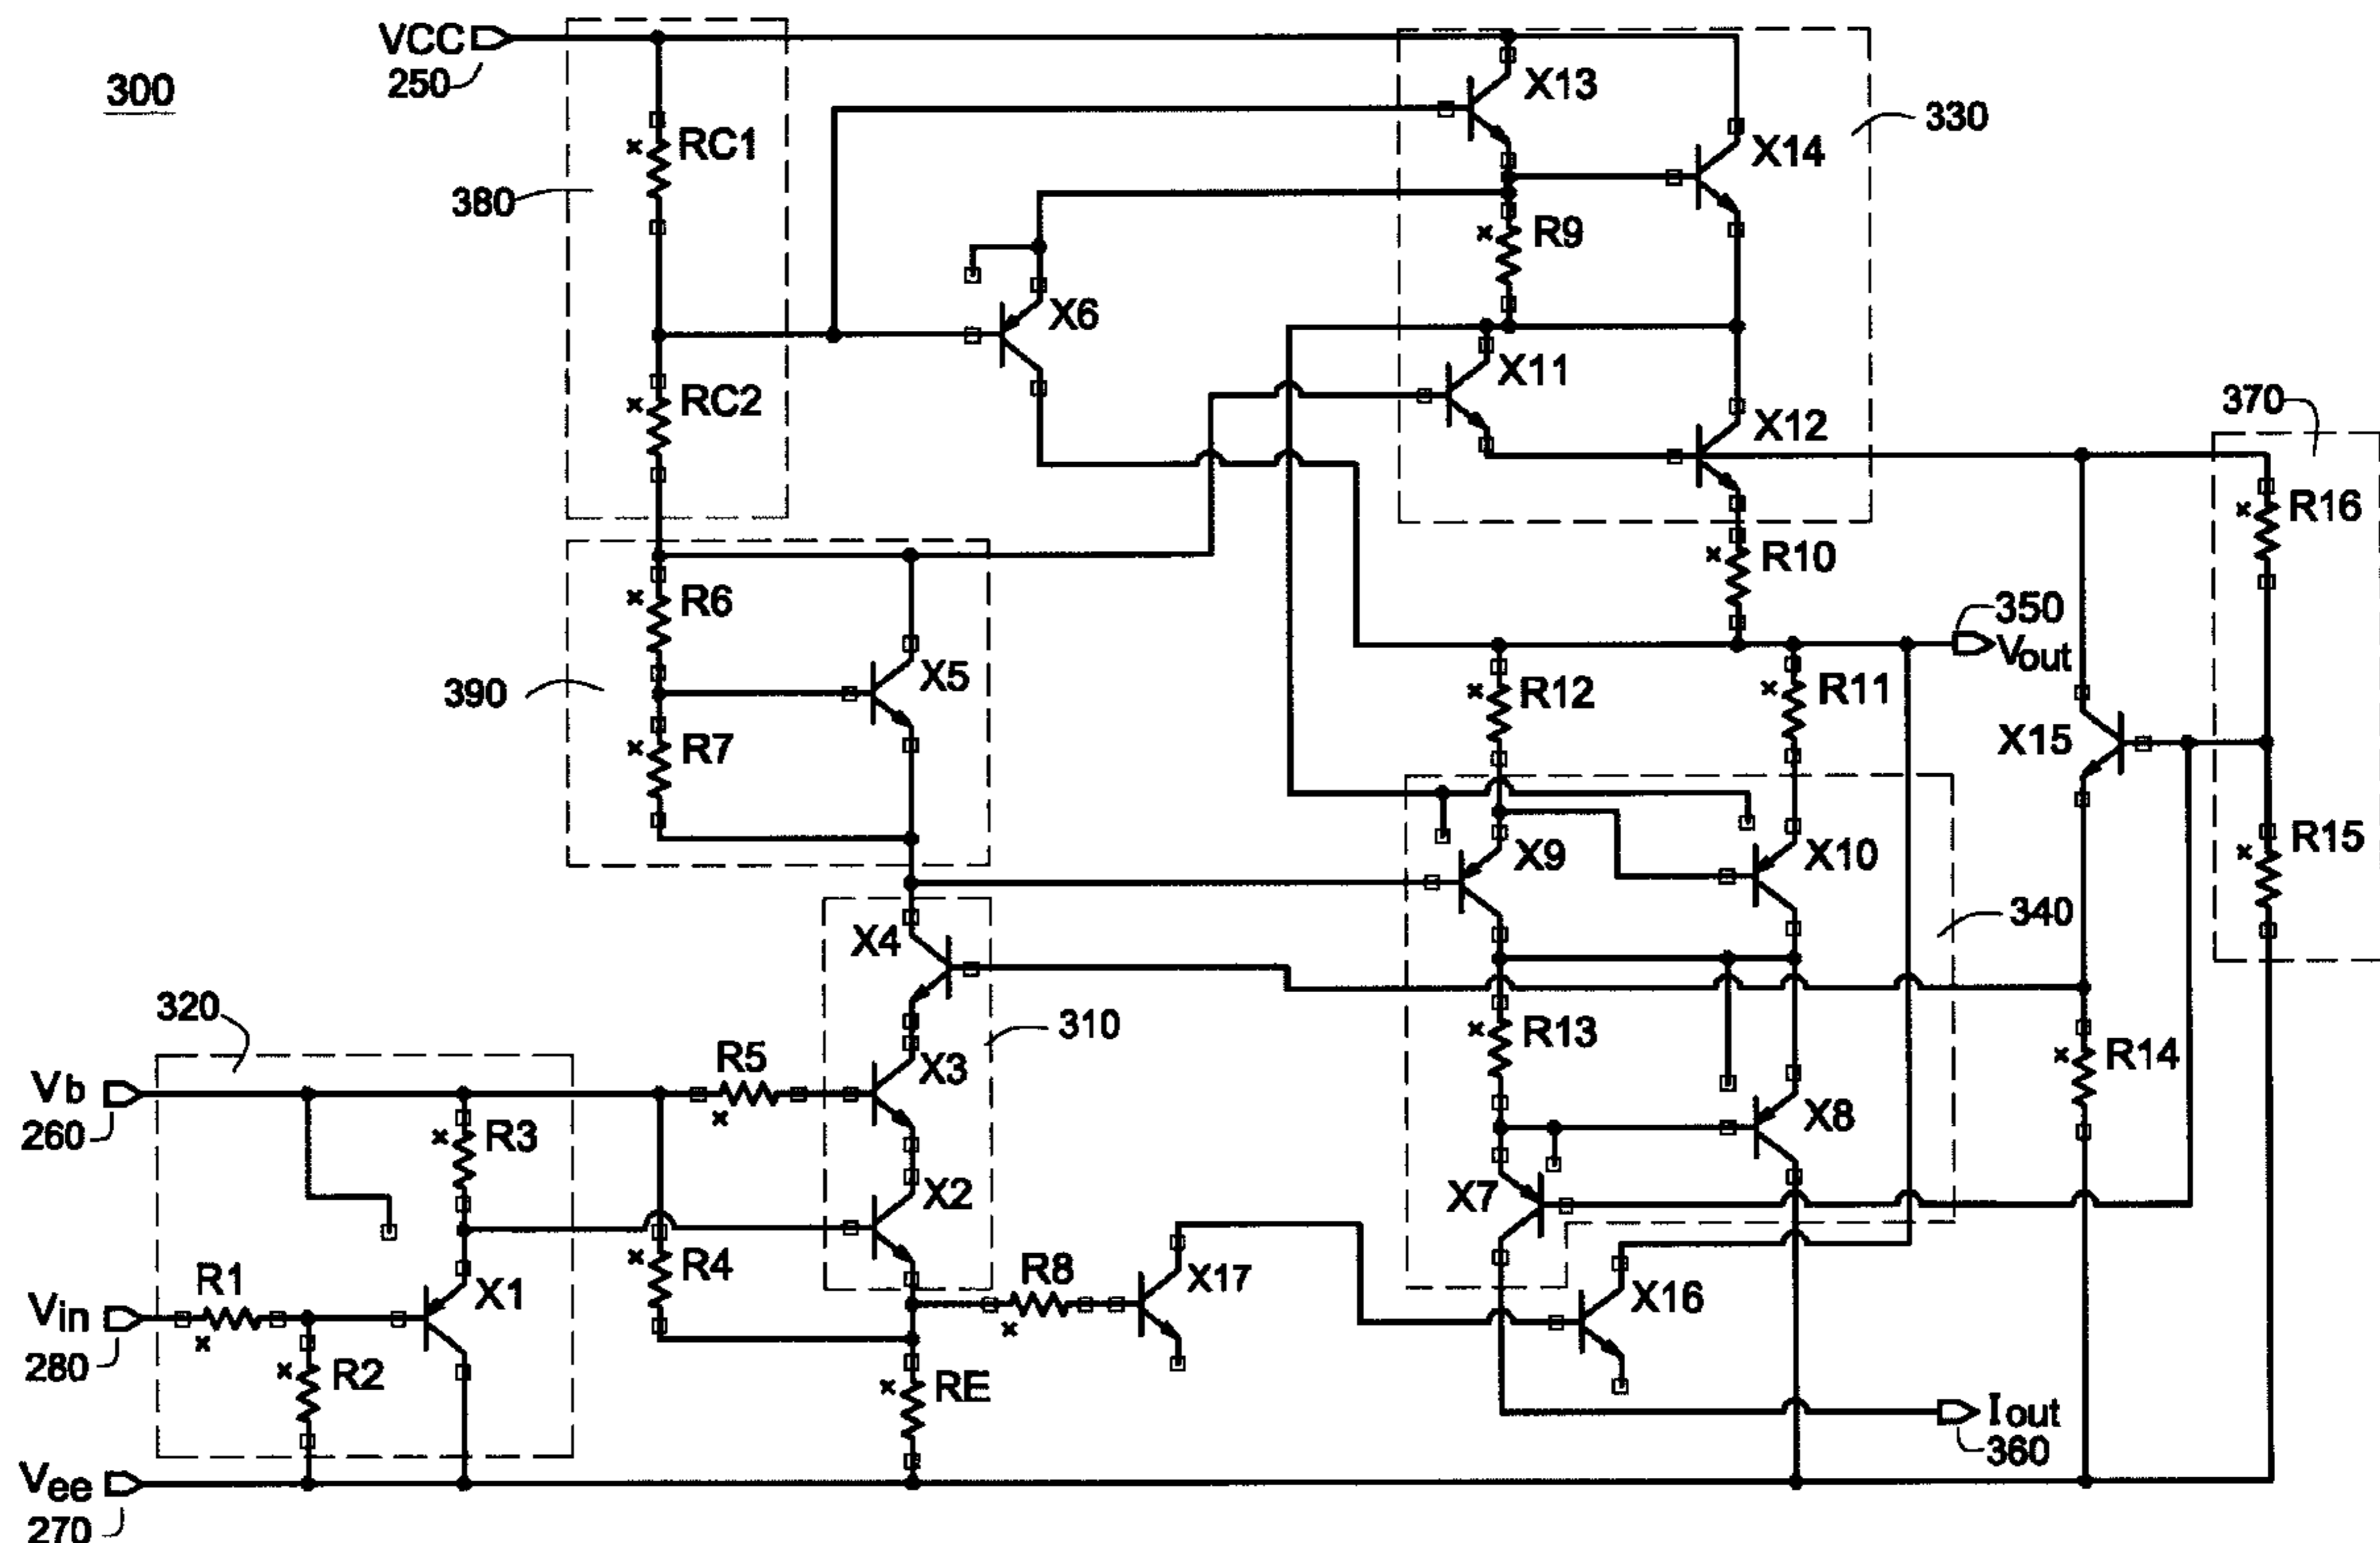 VCC
250
300
RC1
380
X13
X14
330
R9
X6
X11
RC2
X12
370
R16
R10
R6
350
Vout
X5
390
R12
R11
R7
X15
X9
X10
R15
X4
340
320
310
R13
R14
R5
X3
Vb
260
R3
X8
X2
X7
R4
R8
X17
R1
X1
X16
Vin
280
R2
RE
Iout
360
Vee
270